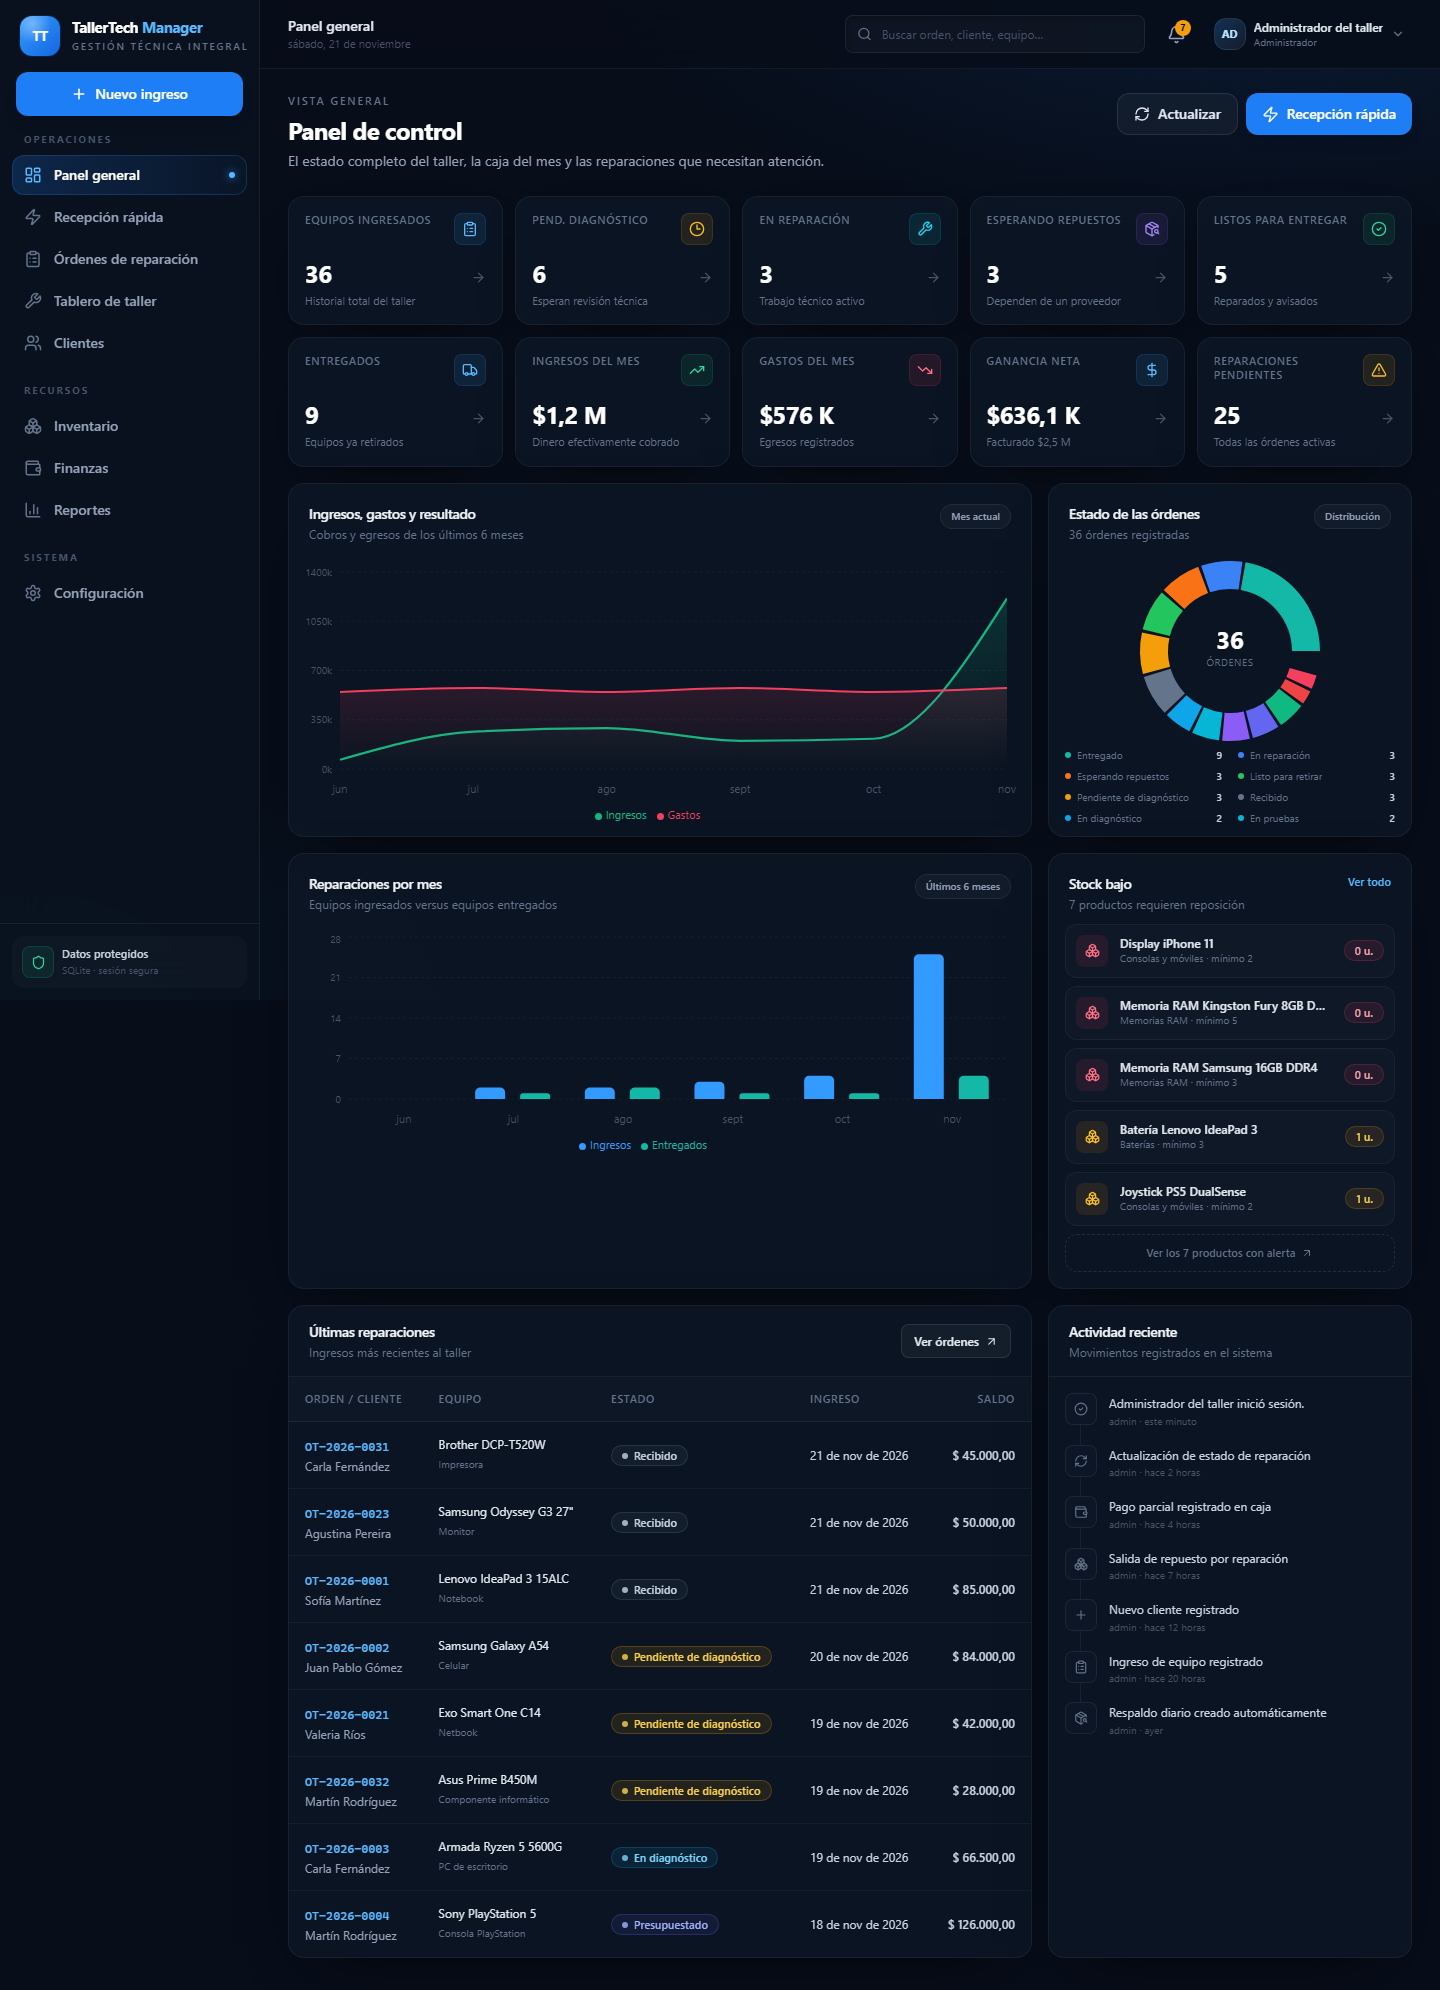 TT
TallerTech Manager
GESTIÓN TÉCNICA INTEGRAL
Nuevo ingreso
OPERACIONES
Panel general
Recepción rápida
Órdenes de reparación
Tablero de taller
Clientes
RECURSOS
Inventario
Finanzas
Reportes
SISTEMA
Configuración
Datos protegidos
SQLite · sesión segura
Panel general
sábado, 21 de noviembre
Buscar orden, cliente, equipo...
7
AD
Administrador del taller
Administrador
VISTA GENERAL
Panel de control
El estado completo del taller, la caja del mes y las reparaciones que necesitan atención.
Actualizar
Recepción rápida
EQUIPOS INGRESADOS
36
Historial total del taller
PEND. DIAGNÓSTICO
6
Esperan revisión técnica
EN REPARACIÓN
3
Trabajo técnico activo
ESPERANDO REPUESTOS
3
Dependen de un proveedor
LISTOS PARA ENTREGAR
5
Reparados y avisados
ENTREGADOS
9
Equipos ya retirados
INGRESOS DEL MES
$1,2 M
Dinero efectivamente cobrado
GASTOS DEL MES
$576 K
Egresos registrados
GANANCIA NETA
$636,1 K
Facturado $2,5 M
REPARACIONES
PENDIENTES
25
Todas las órdenes activas
Ingresos, gastos y resultado
Cobros y egresos de los últimos 6 meses
Mes actual
1400k
1050k
700k
350k
0k
jun jul ago sept oct nov
Ingresos Gastos
Estado de las órdenes
36 órdenes registradas
Distribución
36
ÓRDENES
Entregado 9 En reparación 3
Esperando repuestos 3 Listo para retirar 3
Pendiente de diagnóstico 3 Recibido 3
En diagnóstico 2 En pruebas 2
Reparaciones por mes
Equipos ingresados versus equipos entregados
Últimos 6 meses
28
21
14
7
0
jun jul ago sept oct nov
Ingresos Entregados
Stock bajo
7 productos requieren reposición
Ver todo
Display iPhone 11
Consolas y móviles · mínimo 2
0 u.
Memoria RAM Kingston Fury 8GB D...
Memorias RAM · mínimo 5
0 u.
Memoria RAM Samsung 16GB DDR4
Memorias RAM · mínimo 3
0 u.
Batería Lenovo IdeaPad 3
Baterías · mínimo 3
1 u.
Joystick PS5 DualSense
Consolas y móviles · mínimo 2
1 u.
Ver los 7 productos con alerta
Últimas reparaciones
Ingresos más recientes al taller
Ver órdenes
ORDEN / CLIENTE EQUIPO ESTADO INGRESO SALDO
OT-2026-0031
Carla Fernández
Brother DCP-T520W
Impresora
Recibido
21 de nov de 2026
$ 45.000,00
OT-2026-0023
Agustina Pereira
Samsung Odyssey G3 27"
Monitor
Recibido
21 de nov de 2026
$ 50.000,00
OT-2026-0001
Sofía Martínez
Lenovo IdeaPad 3 15ALC
Notebook
Recibido
21 de nov de 2026
$ 85.000,00
OT-2026-0002
Juan Pablo Gómez
Samsung Galaxy A54
Celular
Pendiente de diagnóstico
20 de nov de 2026
$ 84.000,00
OT-2026-0021
Valeria Ríos
Exo Smart One C14
Netbook
Pendiente de diagnóstico
19 de nov de 2026
$ 42.000,00
OT-2026-0032
Martín Rodríguez
Asus Prime B450M
Componente informático
Pendiente de diagnóstico
19 de nov de 2026
$ 28.000,00
OT-2026-0003
Carla Fernández
Armada Ryzen 5 5600G
PC de escritorio
En diagnóstico
19 de nov de 2026
$ 66.500,00
OT-2026-0004
Martín Rodríguez
Sony PlayStation 5
Consola PlayStation
Presupuestado
18 de nov de 2026
$ 126.000,00
Actividad reciente
Movimientos registrados en el sistema
Administrador del taller inició sesión.
admin · este minuto
Actualización de estado de reparación
admin · hace 2 horas
Pago parcial registrado en caja
admin · hace 4 horas
Salida de repuesto por reparación
admin · hace 7 horas
Nuevo cliente registrado
admin · hace 12 horas
Ingreso de equipo registrado
admin · hace 20 horas
Respaldo diario creado automáticamente
admin · ayer